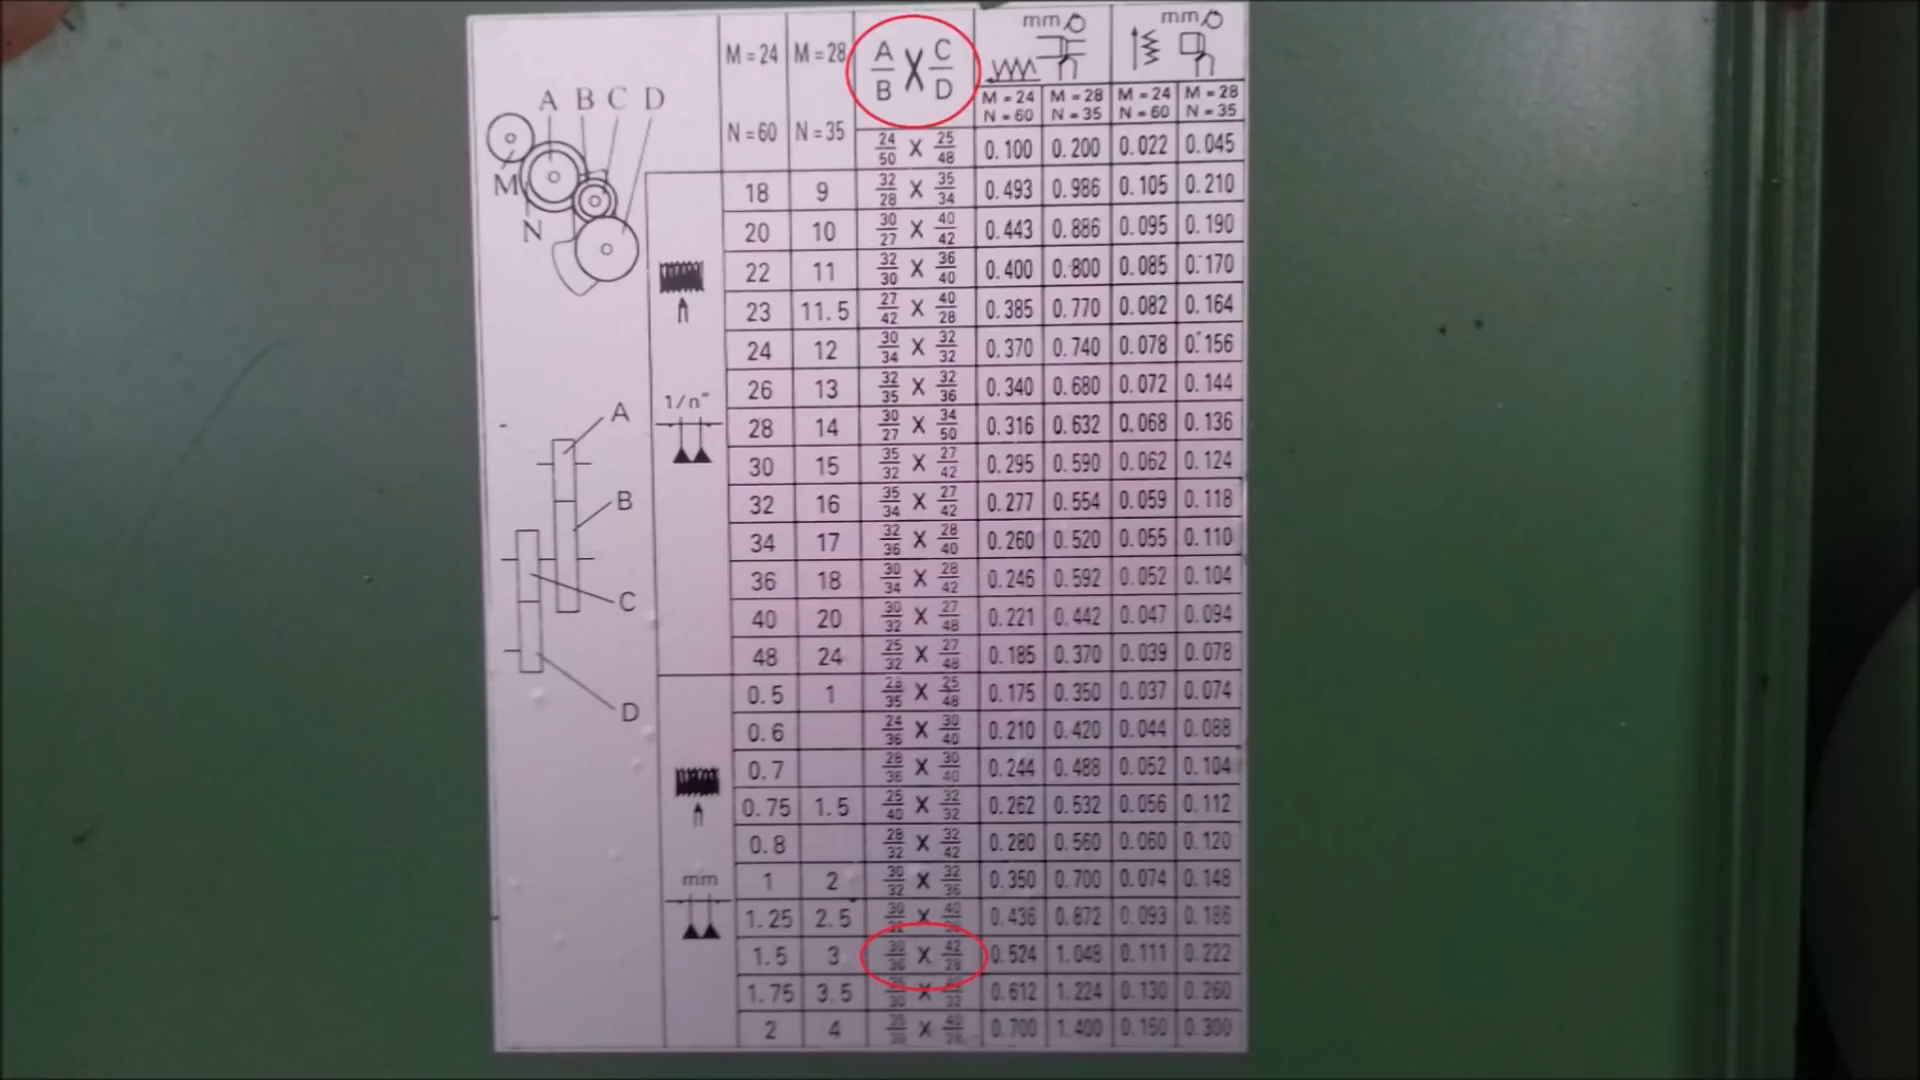 M = 24 M = 28 A/B X C/D mm mm
A B C D
M = 24 M = 28 M = 24 M = 28
N = 60 N = 35 N = 60 N = 35
N = 60 N = 35
24/50 X 25/48 0.100 0.200 0.022 0.045
M
N
18 9 32/28 X 35/34 0.493 0.986 0.105 0.210
20 10 30/27 X 40/42 0.443 0.886 0.095 0.190
22 11 32/30 X 36/40 0.400 0.800 0.085 0.170
23 11.5 27/42 X 40/28 0.385 0.770 0.082 0.164
24 12 30/34 X 32/32 0.370 0.740 0.078 0.156
26 13 32/35 X 32/36 0.340 0.680 0.072 0.144
1/n"
28 14 30/27 X 34/50 0.316 0.632 0.068 0.136
30 15 35/32 X 27/42 0.295 0.590 0.062 0.124
32 16 35/34 X 27/42 0.277 0.554 0.059 0.118
34 17 32/36 X 28/40 0.260 0.520 0.055 0.110
36 18 30/34 X 28/42 0.246 0.592 0.052 0.104
40 20 30/32 X 27/48 0.221 0.442 0.047 0.094
48 24 25/32 X 27/48 0.185 0.370 0.039 0.078
A
B
C
D
0.5 1 28/35 X 25/48 0.175 0.350 0.037 0.074
0.6 24/36 X 30/40 0.210 0.420 0.044 0.088
0.7 28/36 X 30/40 0.244 0.488 0.052 0.104
0.75 1.5 25/40 X 32/32 0.262 0.532 0.056 0.112
0.8 28/32 X 32/42 0.280 0.560 0.060 0.120
mm
1 2 30/32 X 32/36 0.350 0.700 0.074 0.148
1.25 2.5 30 X 40 0.436 0.872 0.093 0.186
1.5 3 30/36 X 42/28 0.524 1.048 0.111 0.222
1.75 3.5 /30 X /32 0.612 1.224 0.130 0.260
2 4 35/30 X 40/28 0.700 1.400 0.150 0.300